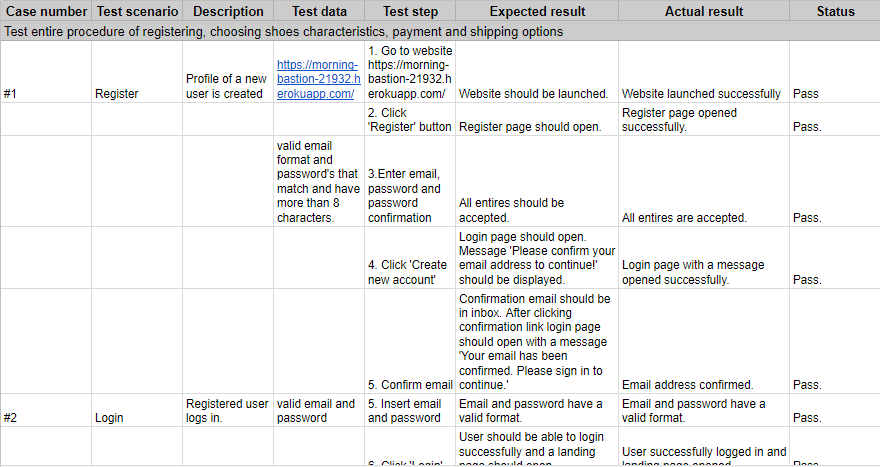 Case number Test scenario Description Test data Test step Expected result Actual result Status
Test entire procedure of registering, choosing shoes characteristics, payment and shipping options
#1
Register
Profile of a new
user is created
https://morning-
bastion-21932.h
erokuapp.com/
1. Go to website
https://morning-
bastion-21932.h
erokuapp.com/
Website should be launched.
Website launched successfully
Pass
2. Click
'Register' button
Register page should open.
Register page opened
successfully.
Pass.
valid email
format and
password's that
match and have
more than 8
characters.
3.Enter email,
password and
password
confirmation
All entires should be
accepted.
All entires are accepted.
Pass.
4. Click 'Create
new account'
Login page should open.
Message 'Please confirm your
email address to continue!'
should be displayed.
Login page with a message
opened successfully.
Pass.
5. Confirm email
Confirmation email should be
in inbox. After clicking
confirmation link login page
should open with a message
'Your email has been
confirmed. Please sign in to
continue.'
Email address confirmed.
Pass.
#2
Login
Registered user
logs in.
valid email and
password
5. Insert email
and password
Email and password have a
valid format.
Email and password have a
valid format.
Pass.
6. Click 'Login'
User should be able to login
successfully and a landing
page should open
User successfully logged in and
landing page opened
Pass.